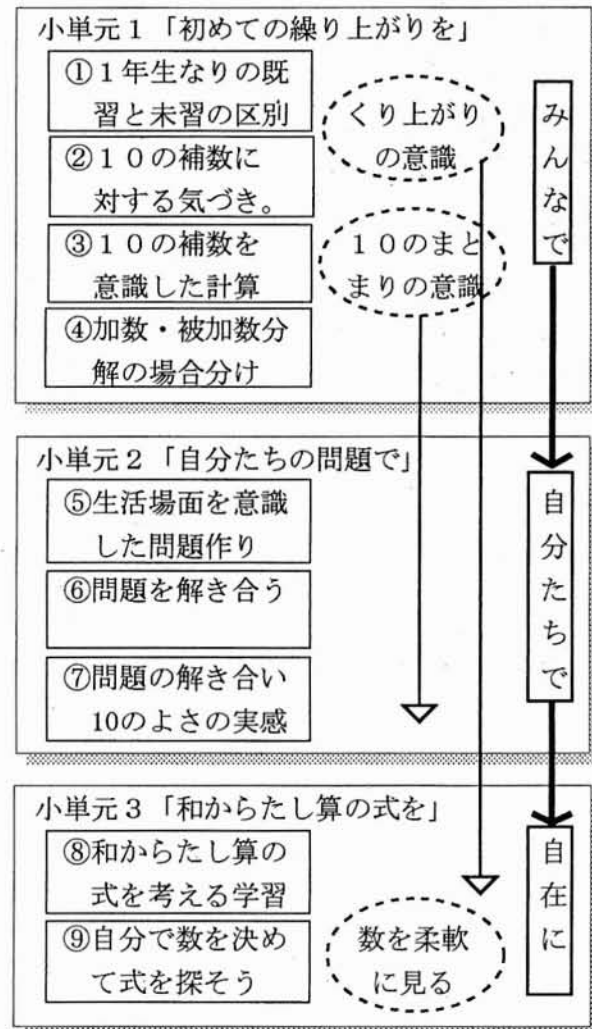 小単元1「初めての繰り上がりを」
①1年生なりの既
習と未習の区別
②10の補数に
対する気づき。
③10の補数を
意識した計算
④加数・被加数分
解の場合分け
くり上がり
の意識
10のまと
まりの意識
みんなで
小単元2「自分たちの問題で」
⑤生活場面を意識
した問題作り
⑥問題を解き合う
⑦問題の解き合い
10のよさの実感
自分たちで
小単元3「和からたし算の式を」
⑧和からたし算の
式を考える学習
⑨自分で数を決め
て式を探そう
数を柔軟
に見る
自在に